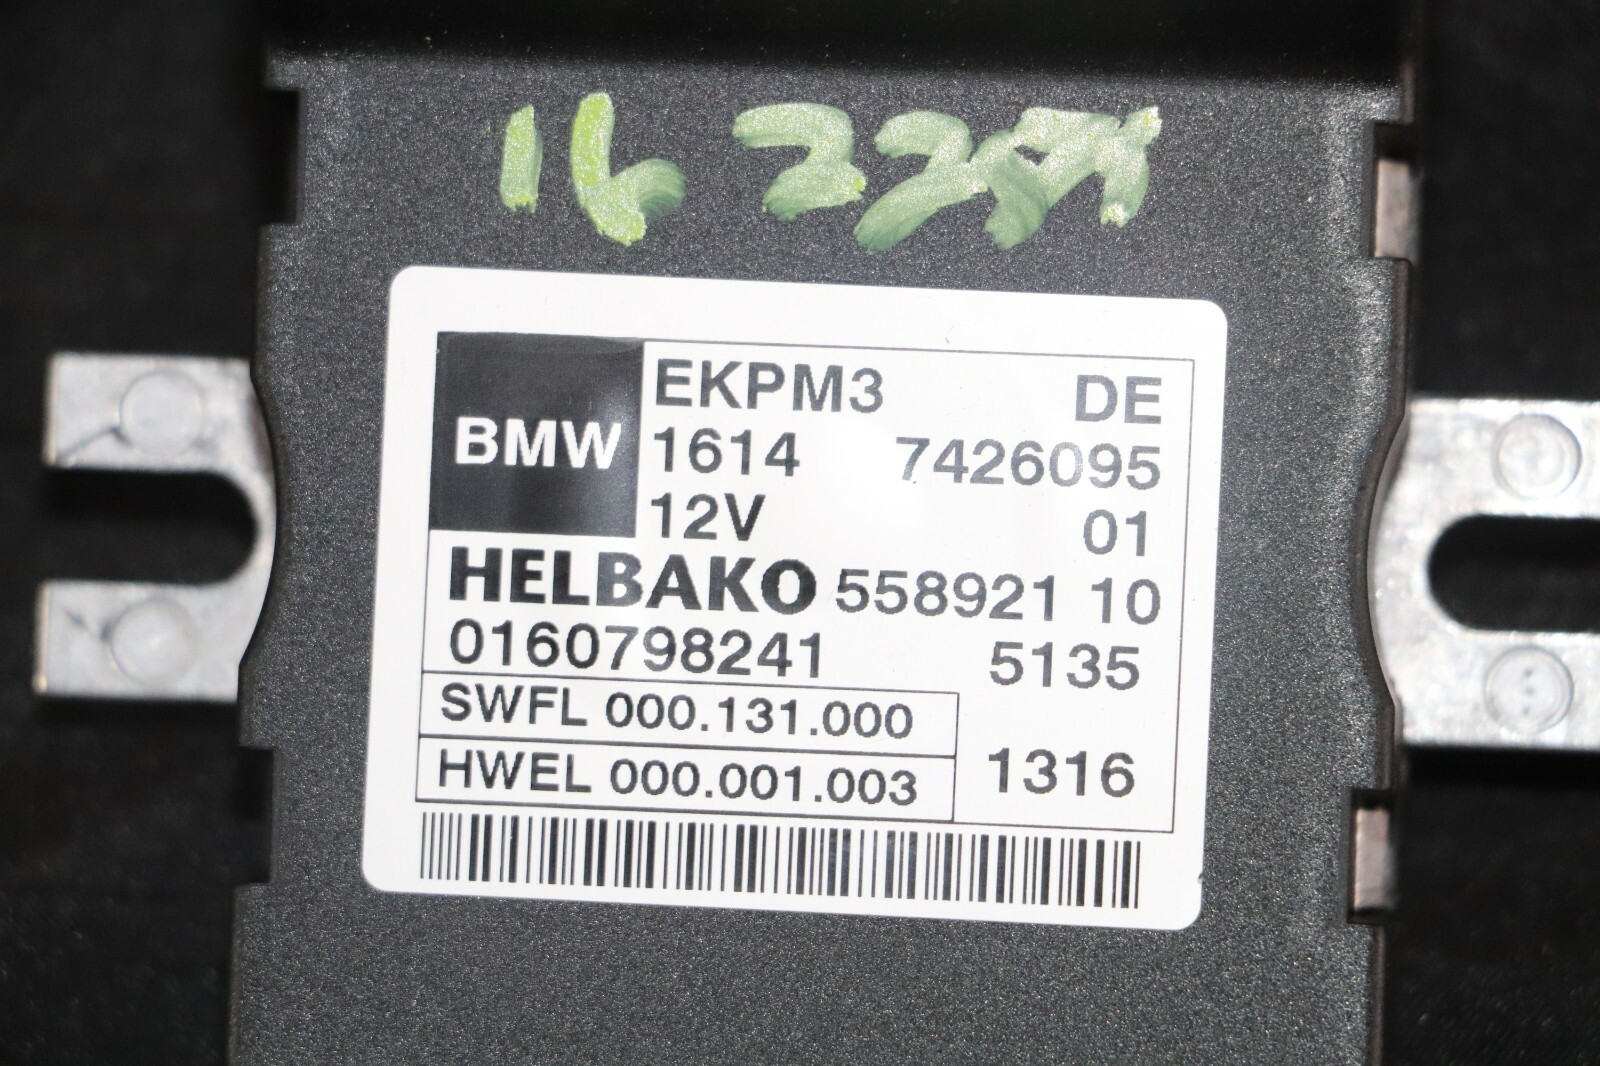 16
EKPM3 DE
BMW 1614 7426095
12V 01
HELBAKO 558921 10
0160798241 5135
SWFL 000.131.000
HWEL 000.001.003 1316